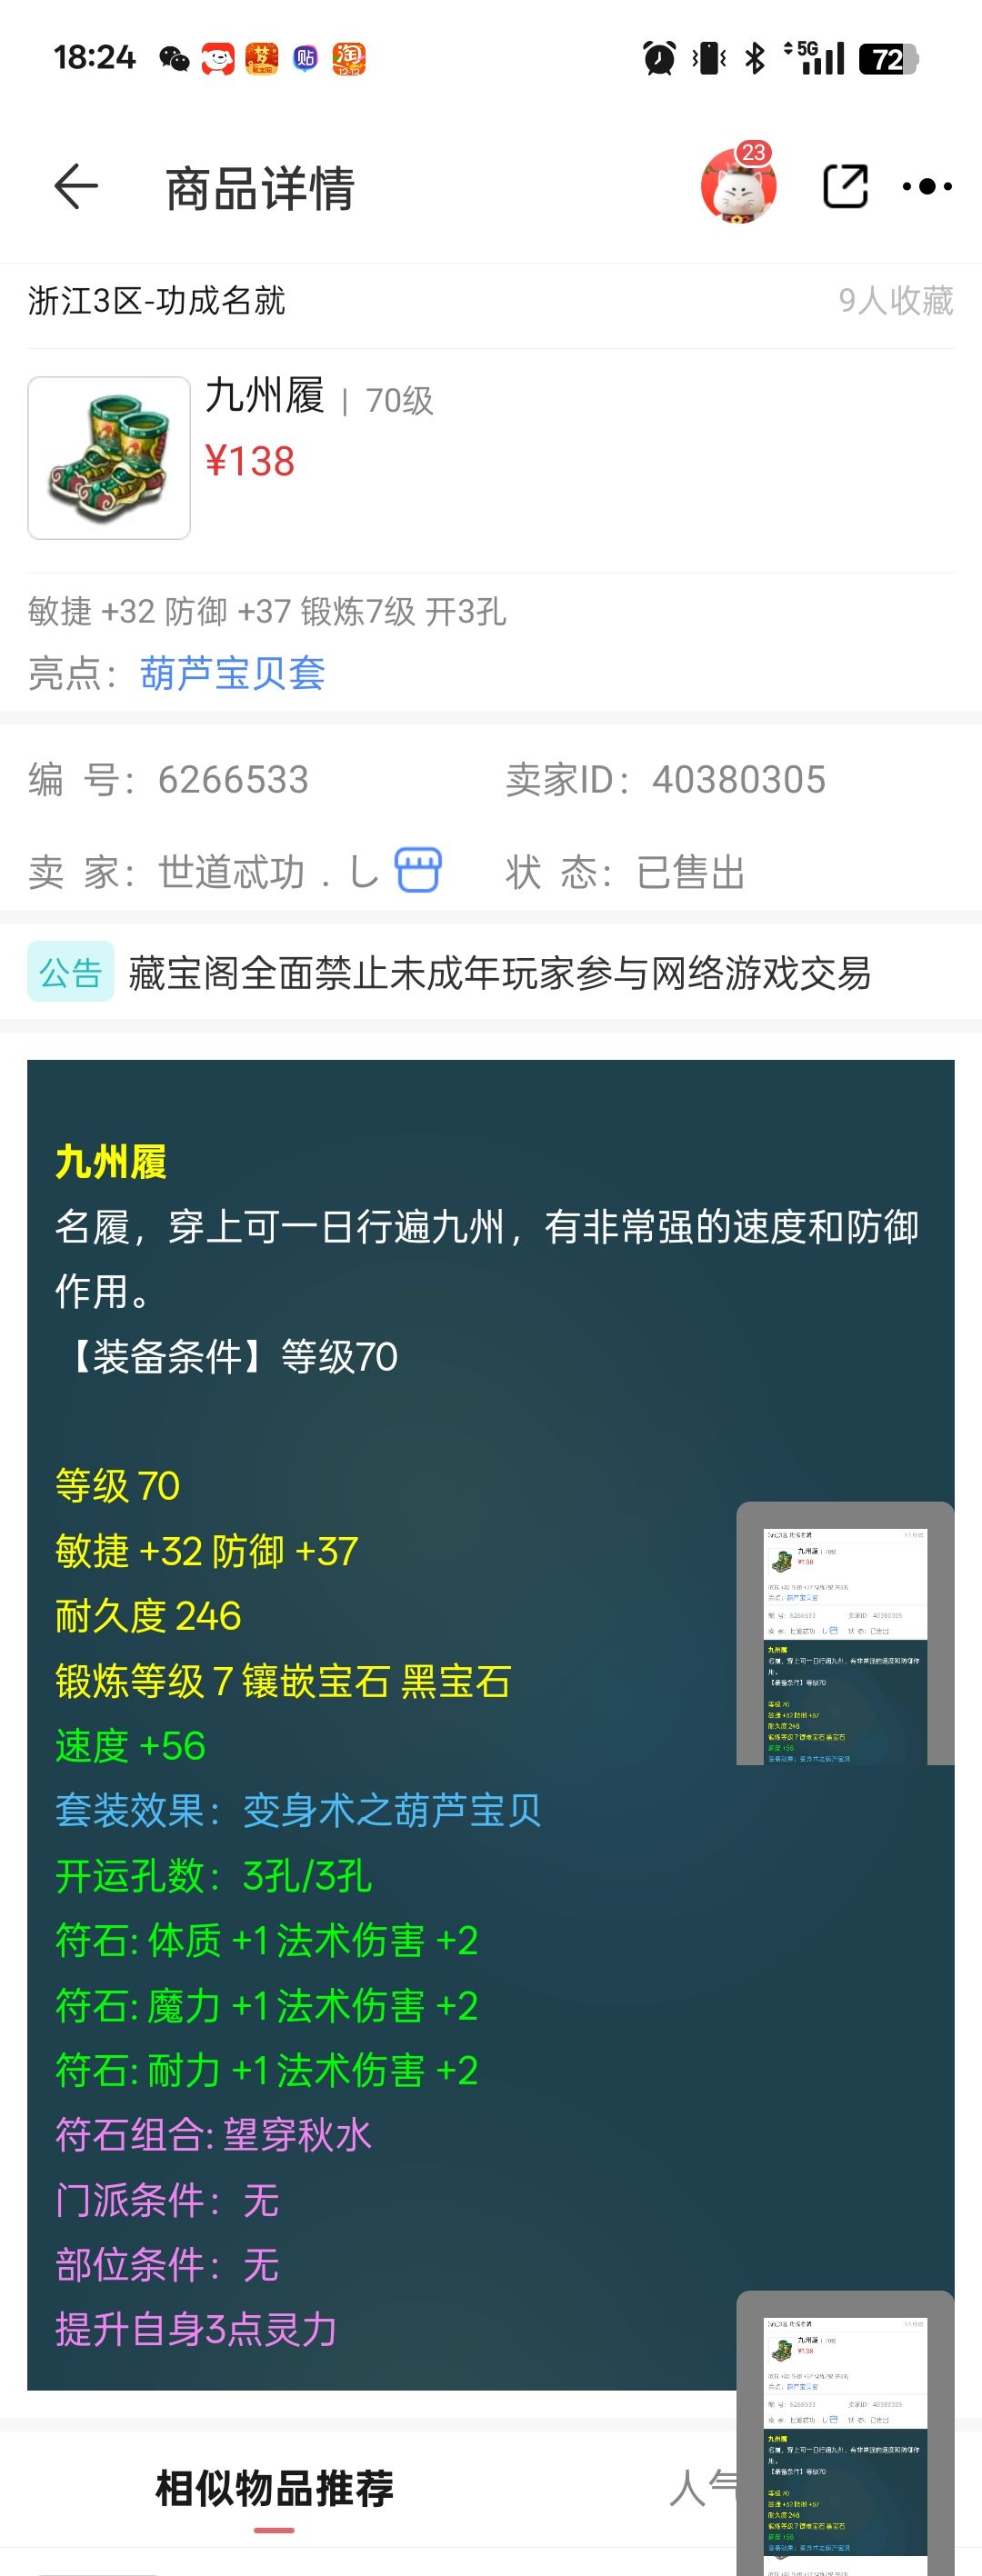 18:24
5G
72
商品详情
23
浙江3区-功成名就
9人收藏
九州履 | 70级
¥138
敏捷 +32 防御 +37 锻炼7级 开3孔
亮点：葫芦宝贝套
编 号：6266533
卖家ID：40380305
卖 家：世道忒功．し
状 态：已售出
公告 藏宝阁全面禁止未成年玩家参与网络游戏交易
九州履
名履，穿上可一日行遍九州，有非常强的速度和防御
作用。
【装备条件】等级70
等级 70
敏捷 +32 防御 +37
耐久度 246
锻炼等级 7 镶嵌宝石 黑宝石
速度 +56
套装效果：变身术之葫芦宝贝
开运孔数：3孔/3孔
符石: 体质 +1 法术伤害 +2
符石: 魔力 +1 法术伤害 +2
符石: 耐力 +1 法术伤害 +2
符石组合: 望穿秋水
门派条件：无
部位条件：无
提升自身3点灵力
相似物品推荐
人气